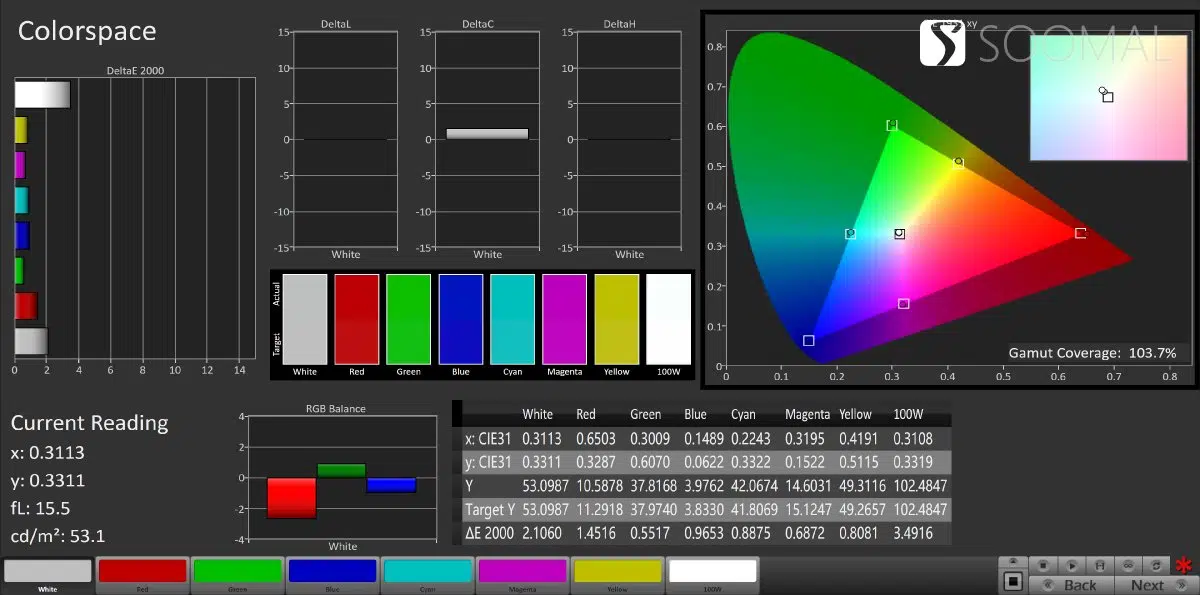 Colorspace
DeltaE 2000
0 2 4 6 8 10 12 14
DeltaL
15
10
5
0
-5
-10
-15
White
DeltaC
15
10
5
0
-5
-10
-15
White
DeltaH
15
10
5
0
-5
-10
-15
White
Actual
Target
White Red Green Blue Cyan Magenta Yellow 100W
xy
SOOMAL
0.8
0.7
0.6
0.5
0.4
0.3
0.2
0.1
0
0 0.1 0.2 0.3 0.4 0.5 0.6 0.7 0.8
Gamut Coverage: 103.7%
Current Reading
x: 0.3113
y: 0.3311
fL: 15.5
cd/m²: 53.1
RGB Balance
4
2
0
-2
-4
White
White Red Green Blue Cyan Magenta Yellow 100W
x: CIE31 0.3113 0.6503 0.3009 0.1489 0.2243 0.3195 0.4191 0.3108
y: CIE31 0.3311 0.3287 0.6070 0.0622 0.3322 0.1522 0.5115 0.3319
Y 53.0987 10.5878 37.8168 3.9762 42.0674 14.6031 49.3116 102.4847
Target Y 53.0987 11.2918 37.9740 3.8330 41.8069 15.1247 49.2657 102.4847
ΔE 2000 2.1060 1.4516 0.5517 0.9653 0.8875 0.6872 0.8081 3.4916
White Red Green Blue Cyan Magenta Yellow 100W
Back Next